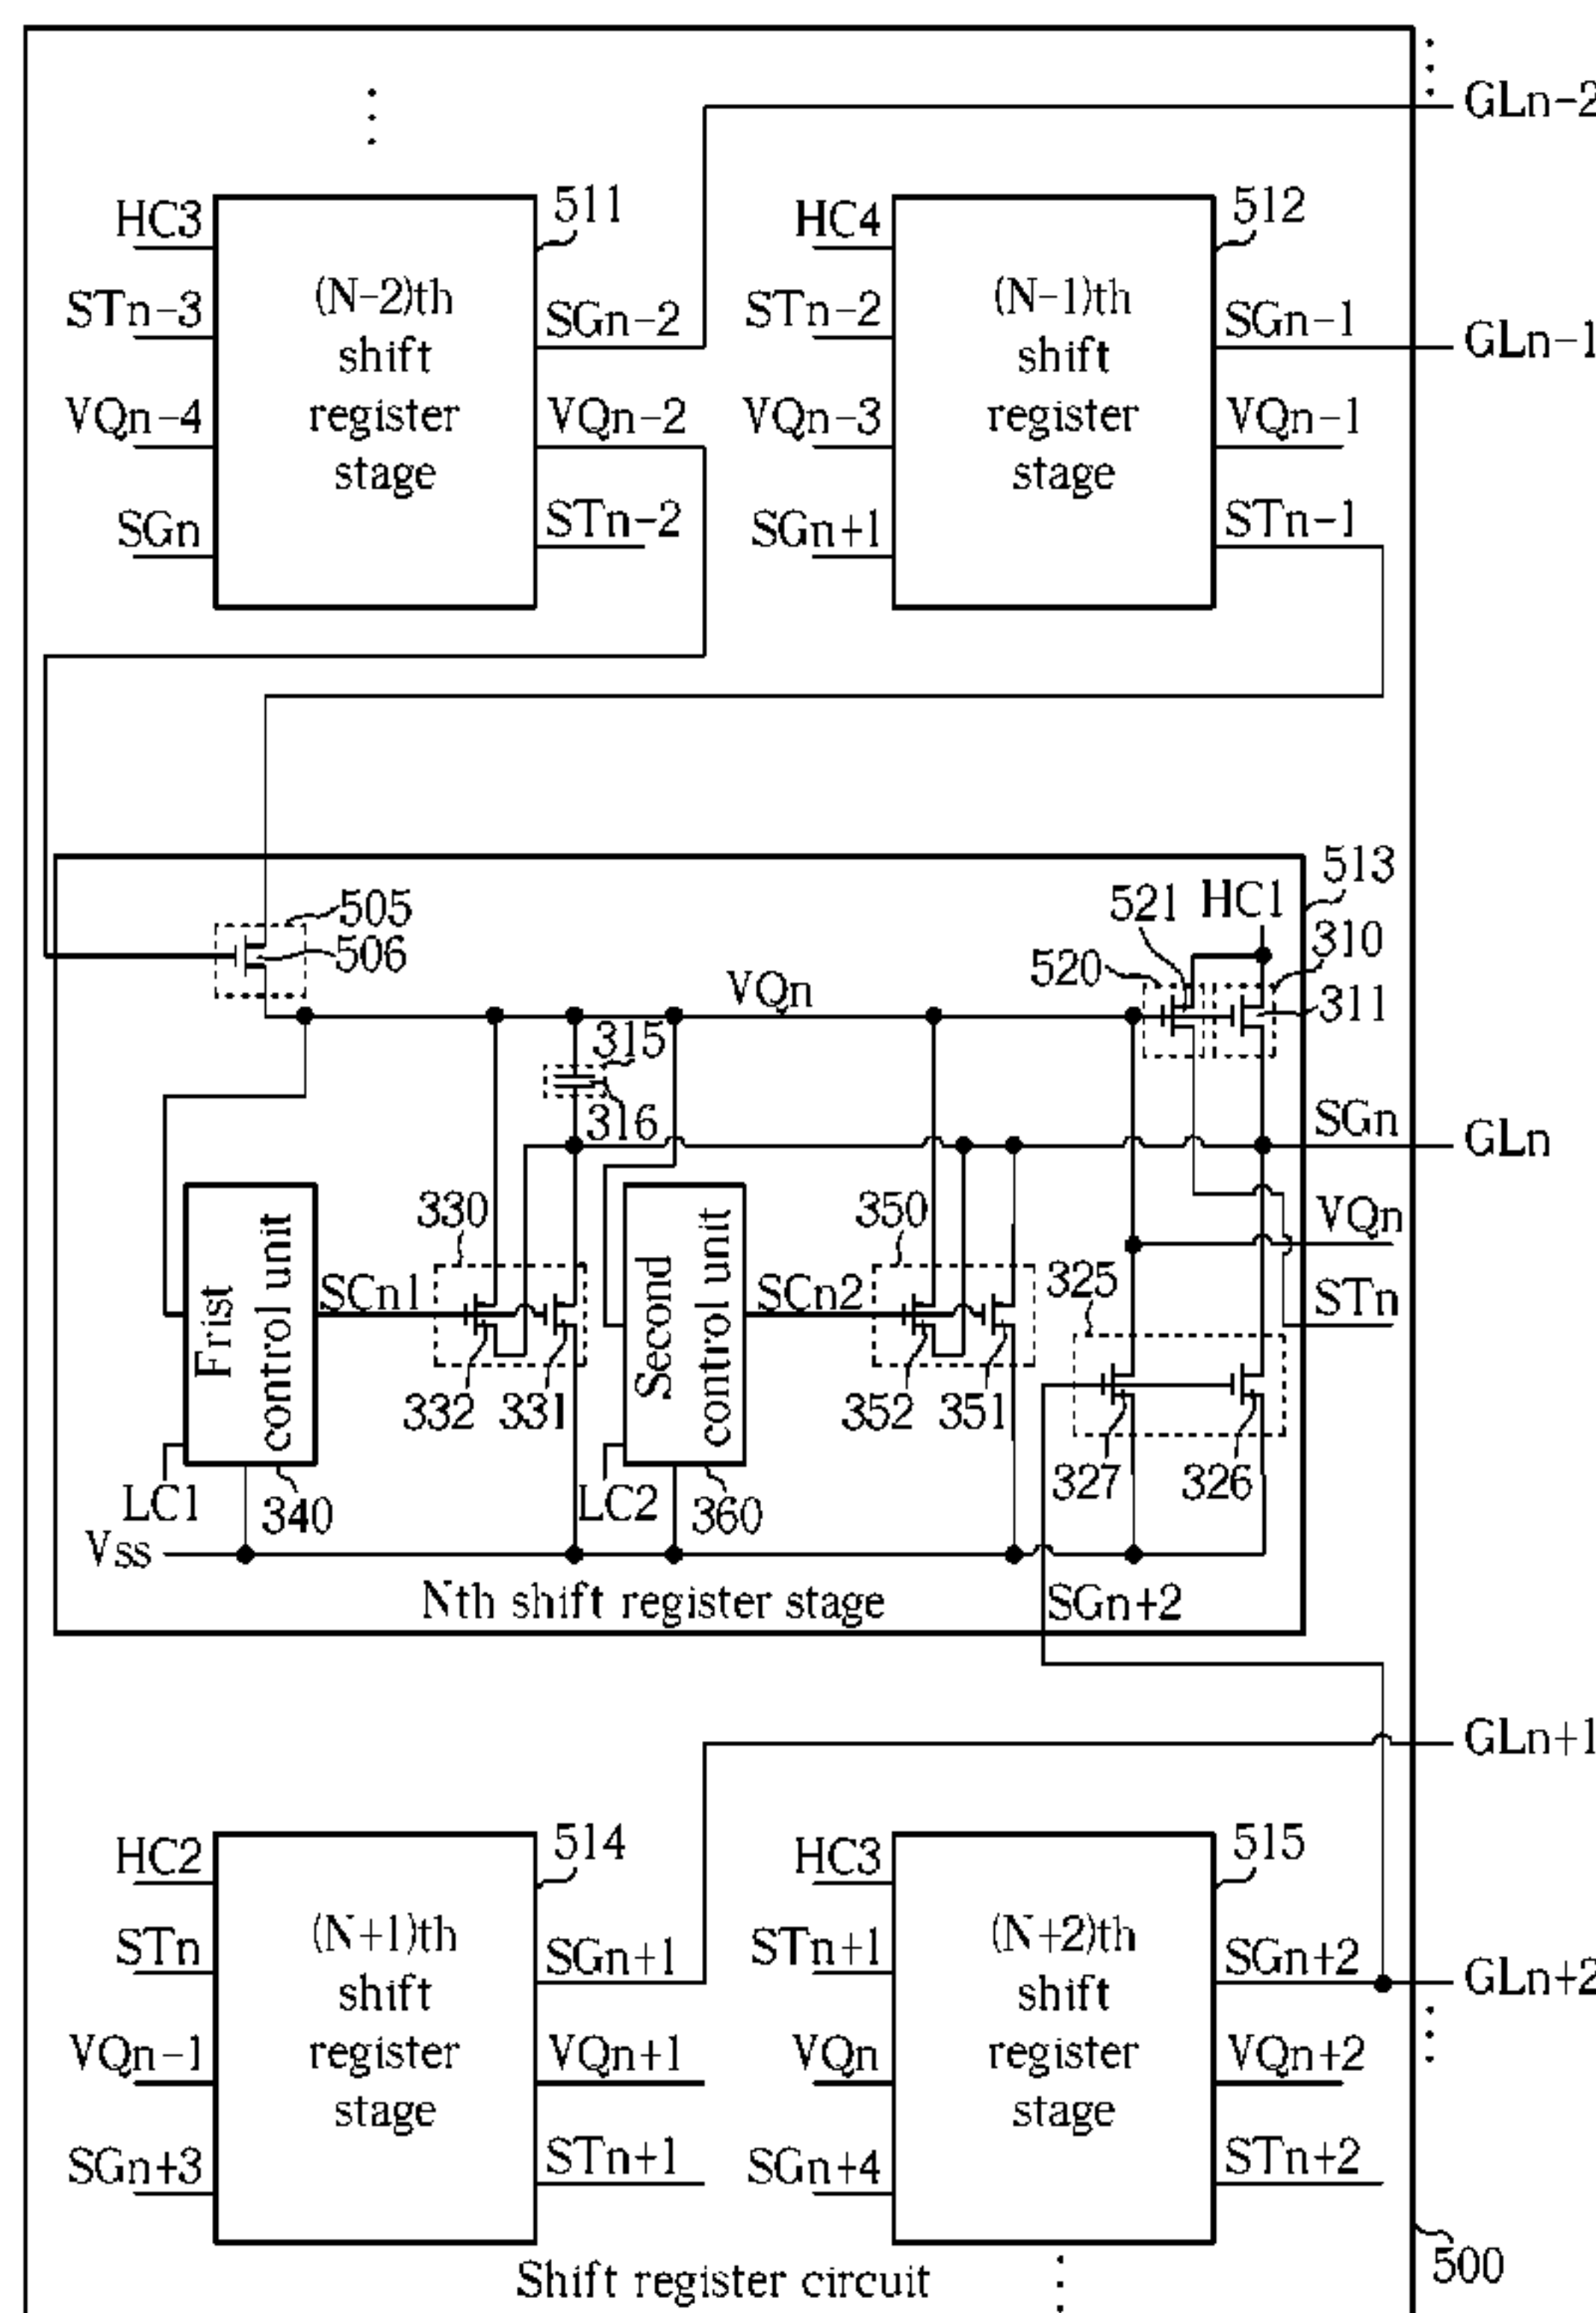 GLn-2
511
512
HC3
HC4
(N-2)th
shift
register
stage
(N-1)th
shift
register
stage
STn-3
SGn-2
STn-2
SGn-1
GLn-1
VQn-4
VQn-2
VQn-3
VQn-1
SGn
STn-2
SGn+1
STn-1
513
505
506
521
HC1
310
520
VQn
311
315
316
SGn
GLn
330
350
VQn
Frist
control unit
SCn1
Second
control unit
SCn2
325
STn
332
331
352
351
327
326
LC1
340
LC2
360
Vss
Nth shift register stage
SGn+2
GLn+1
514
515
HC2
HC3
(N+1)th
shift
register
stage
(N+2)th
shift
register
stage
STn
SGn+1
STn+1
SGn+2
GLn+2
VQn-1
VQn+1
VQn
VQn+2
SGn+3
STn+1
SGn+4
STn+2
500
Shift register circuit